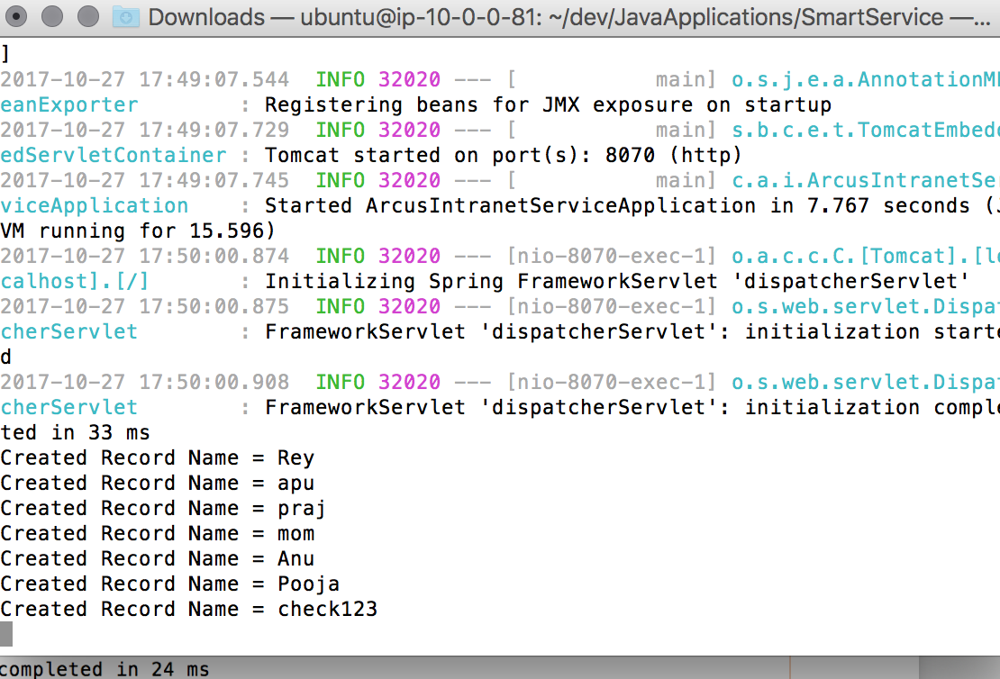 Downloads — ubuntu@ip-10-0-0-81: ~/dev/JavaApplications/SmartService —...
]
2017-10-27 17:49:07.544  INFO 32020 --- [           main] o.s.j.e.a.AnnotationMB
eanExporter        : Registering beans for JMX exposure on startup
2017-10-27 17:49:07.729  INFO 32020 --- [           main] s.b.c.e.t.TomcatEmbedd
edServletContainer : Tomcat started on port(s): 8070 (http)
2017-10-27 17:49:07.745  INFO 32020 --- [           main] c.a.i.ArcusIntranetSer
viceApplication    : Started ArcusIntranetServiceApplication in 7.767 seconds (J
VM running for 15.596)
2017-10-27 17:50:00.874  INFO 32020 --- [nio-8070-exec-1] o.a.c.c.C.[Tomcat].[lo
calhost].[/]       : Initializing Spring FrameworkServlet 'dispatcherServlet'
2017-10-27 17:50:00.875  INFO 32020 --- [nio-8070-exec-1] o.s.web.servlet.Dispat
cherServlet        : FrameworkServlet 'dispatcherServlet': initialization starte
d
2017-10-27 17:50:00.908  INFO 32020 --- [nio-8070-exec-1] o.s.web.servlet.Dispat
cherServlet        : FrameworkServlet 'dispatcherServlet': initialization comple
ted in 33 ms
Created Record Name = Rey
Created Record Name = apu
Created Record Name = praj
Created Record Name = mom
Created Record Name = Anu
Created Record Name = Pooja
Created Record Name = check123
completed in 24 ms